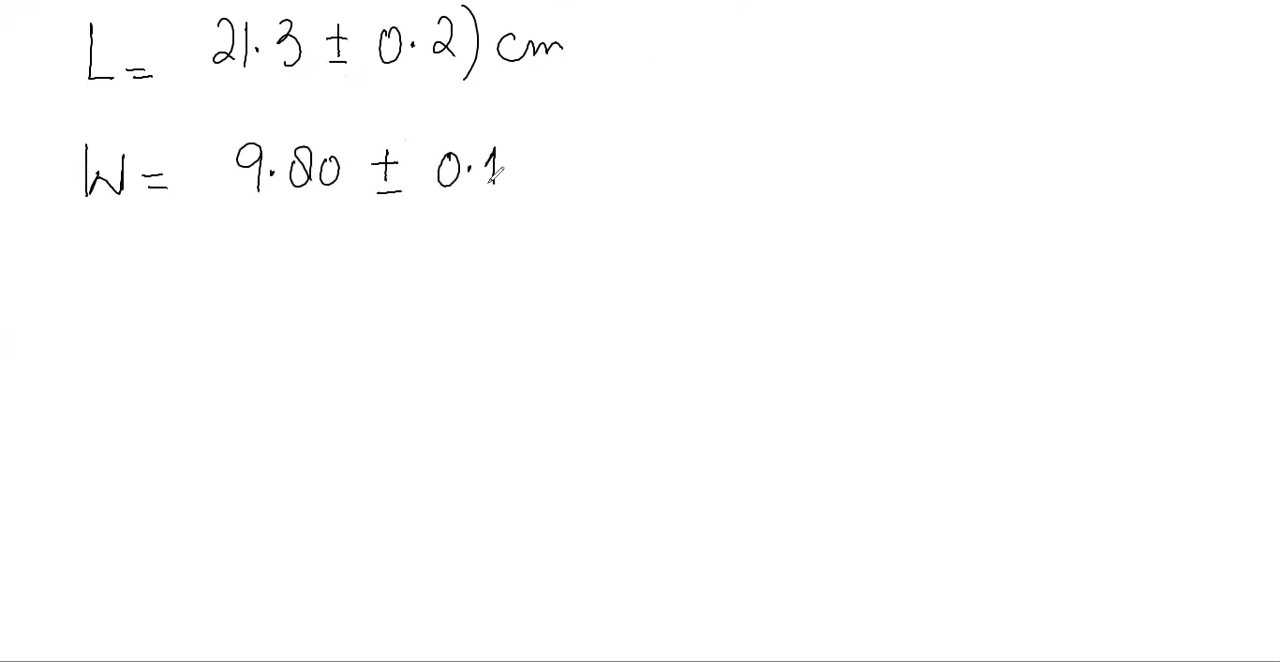 L = 21.3 ± 0.2) cm
W = 9.80 ± 0.1